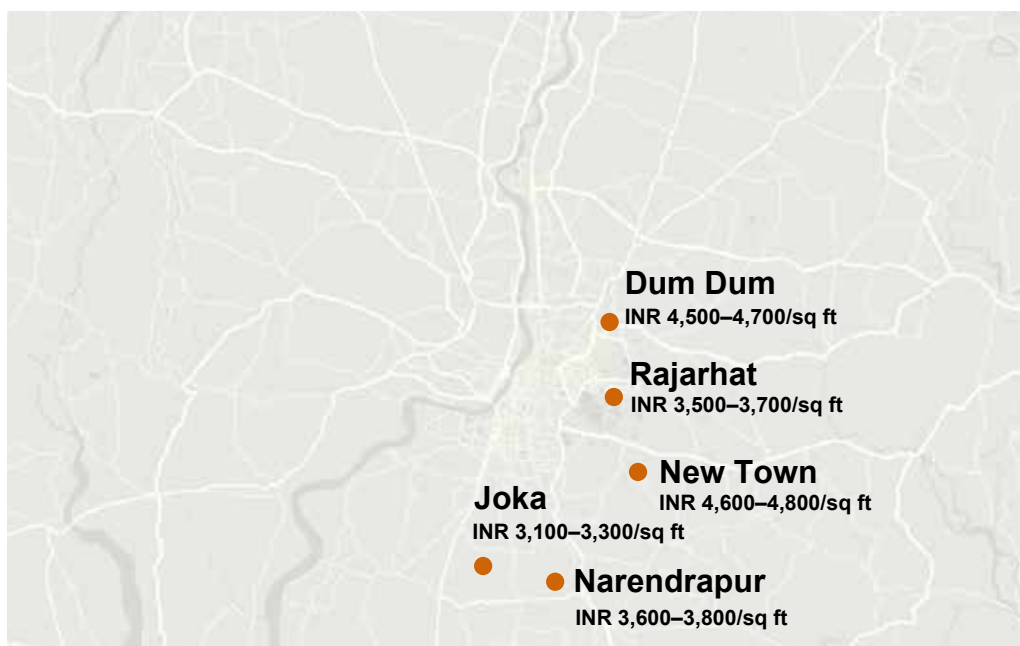 Dum Dum
INR 4,500–4,700/sq ft
Rajarhat
INR 3,500–3,700/sq ft
New Town
INR 4,600–4,800/sq ft
Joka
INR 3,100–3,300/sq ft
Narendrapur
INR 3,600–3,800/sq ft